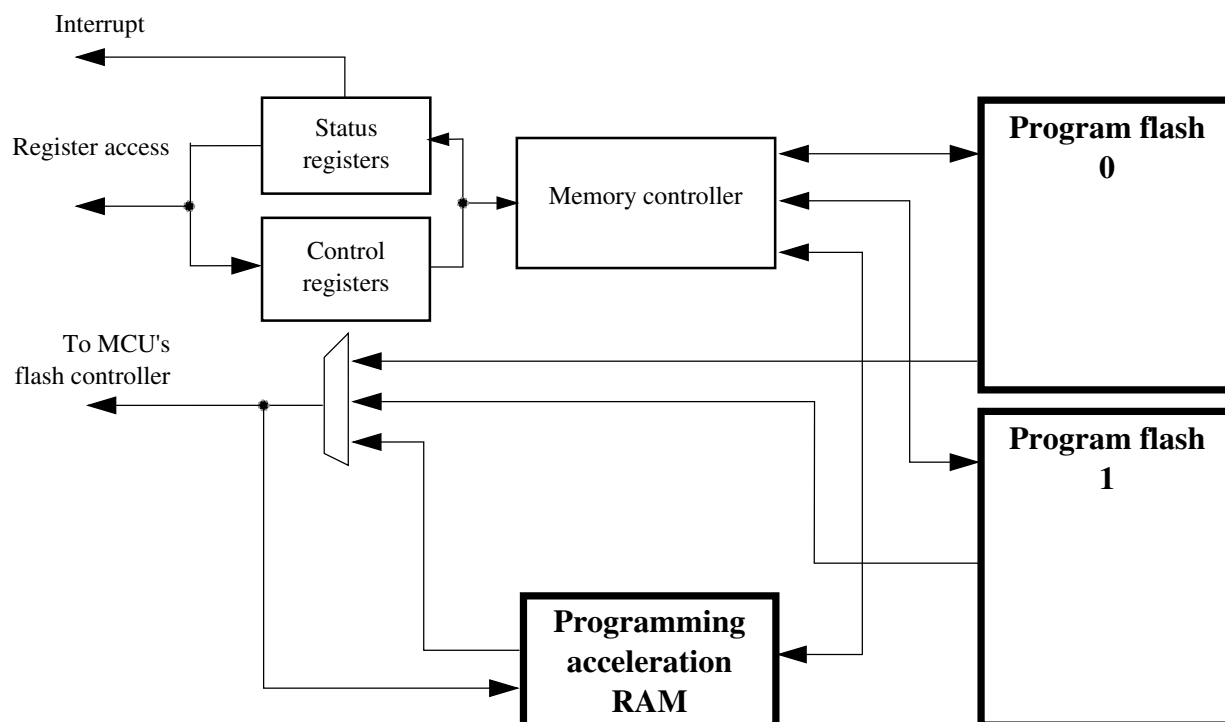 Interrupt
Register access
Status
registers
Control
registers
Memory controller
Program flash
0
To MCU's
flash controller
Program flash
1
Programming
acceleration
RAM